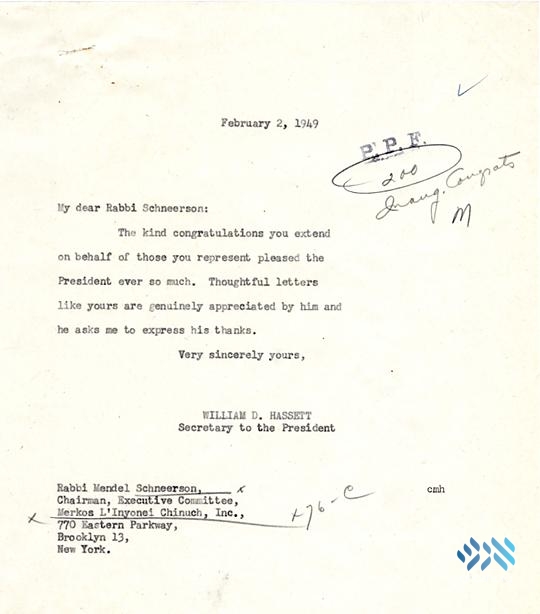 February 2, 1949
P.P.F.
200
Inaug. Congrats
M
My dear Rabbi Schneerson:
The kind congratulations you extend
on behalf of those you represent pleased the
President ever so much. Thoughtful letters
like yours are genuinely appreciated by him and
he asks me to express his thanks.
Very sincerely yours,
WILLIAM D. HASSETT
Secretary to the President
Rabbi Mendel Schneerson, x
Chairman, Executive Committee,
x Merkos L'Inyonei Chinuch, Inc., x76-C
770 Eastern Parkway,
Brooklyn 13,
New York.
cmh